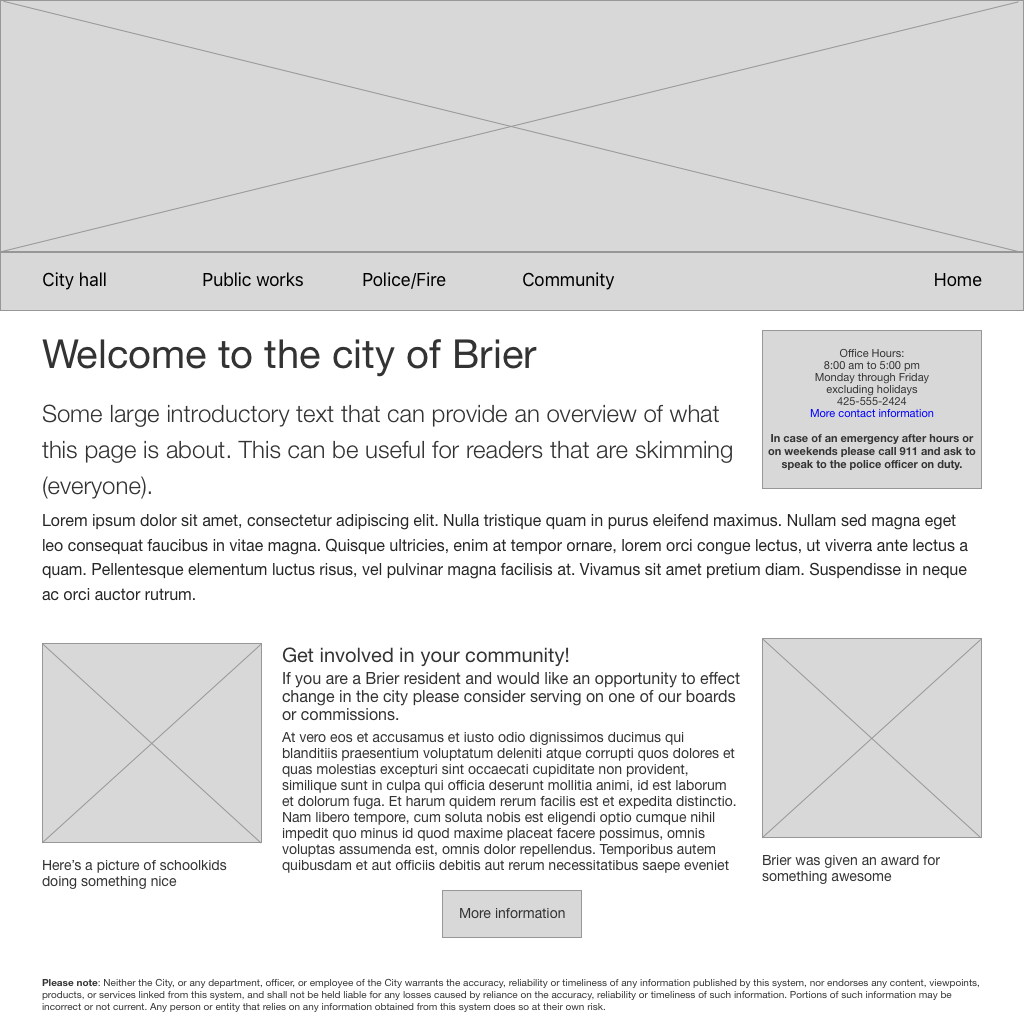 City hall
Public works
Police/Fire
Community
Home
Welcome to the city of Brier
Some large introductory text that can provide an overview of what
this page is about. This can be useful for readers that are skimming
(everyone).
Office Hours:
8:00 am to 5:00 pm
Monday through Friday
excluding holidays
425-555-2424
More contact information
In case of an emergency after hours or
on weekends please call 911 and ask to
speak to the police officer on duty.
Lorem ipsum dolor sit amet, consectetur adipiscing elit. Nulla tristique quam in purus eleifend maximus. Nullam sed magna eget
leo consequat faucibus in vitae magna. Quisque ultricies, enim at tempor ornare, lorem orci congue lectus, ut viverra ante lectus a
quam. Pellentesque elementum luctus risus, vel pulvinar magna facilisis at. Vivamus sit amet pretium diam. Suspendisse in neque
ac orci auctor rutrum.
Here’s a picture of schoolkids
doing something nice
Get involved in your community!
If you are a Brier resident and would like an opportunity to effect
change in the city please consider serving on one of our boards
or commissions.
At vero eos et accusamus et iusto odio dignissimos ducimus qui
blanditiis praesentium voluptatum deleniti atque corrupti quos dolores et
quas molestias excepturi sint occaecati cupiditate non provident,
similique sunt in culpa qui officia deserunt mollitia animi, id est laborum
et dolorum fuga. Et harum quidem rerum facilis est et expedita distinctio.
Nam libero tempore, cum soluta nobis est eligendi optio cumque nihil
impedit quo minus id quod maxime placeat facere possimus, omnis
voluptas assumenda est, omnis dolor repellendus. Temporibus autem
quibusdam et aut officiis debitis aut rerum necessitatibus saepe eveniet
More information
Brier was given an award for
something awesome
Please note: Neither the City, or any department, officer, or employee of the City warrants the accuracy, reliability or timeliness of any information published by this system, nor endorses any content, viewpoints,
products, or services linked from this system, and shall not be held liable for any losses caused by reliance on the accuracy, reliability or timeliness of such information. Portions of such information may be
incorrect or not current. Any person or entity that relies on any information obtained from this system does so at their own risk.